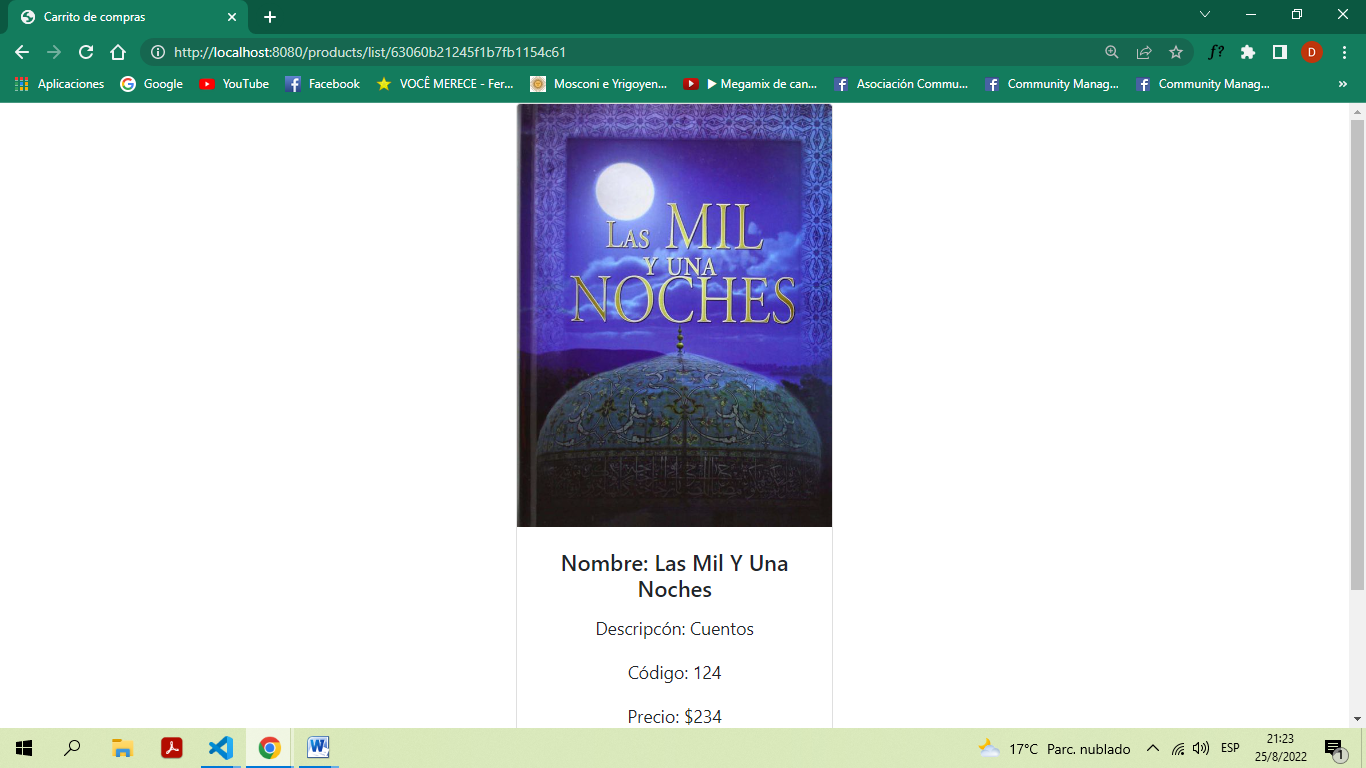 Carrito de compras
http://localhost:8080/products/list/63060b21245f1b7fb1154c61
f?
D
Aplicaciones
Google
YouTube
Facebook
VOCÊ MERECE - Fer...
Mosconi e Yrigoyen...
▶ Megamix de can...
Asociación Commu...
Community Manag...
Community Manag...
»
LAS MIL
Y UNA
NOCHES
Nombre: Las Mil Y Una
Noches
Descripcón: Cuentos
Código: 124
Precio: $234
17°C Parc. nublado
ESP
21:23
25/8/2022
1